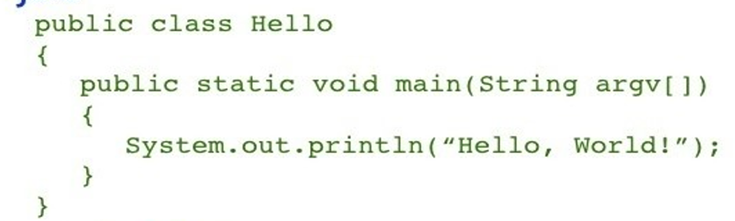 public class Hello
{
public static void main(String argv[])
{
System.out.println(“Hello, World!”);
}
}